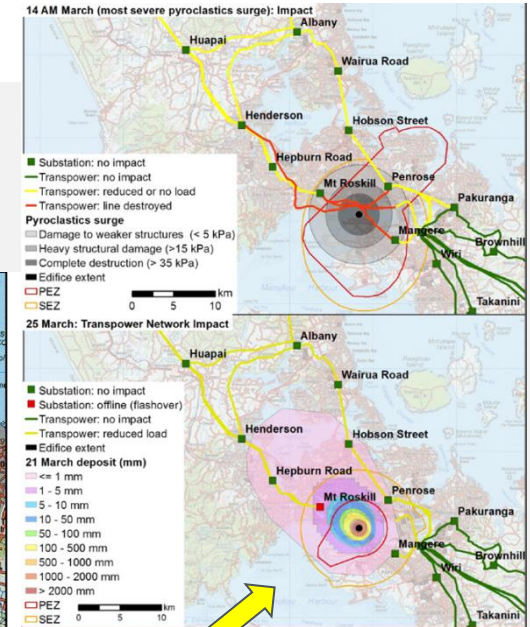 14 AM March (most severe pyroclastics surge): Impact
Albany
Huapai
Wairua Road
Henderson
Hobson Street
Hepburn Road
Mt Roskill
Penrose
Pakuranga
Mangere
Brownhill
Wiri
Takanini
Substation: no impact
Transpower: no impact
Transpower: reduced or no load
Transpower: line destroyed
Pyroclastics surge
Damage to weaker structures (< 5 kPa)
Heavy structural damage (>15 kPa)
Complete destruction (> 35 kPa)
Edifice extent
PEZ
SEZ
km
0 5 10
25 March: Transpower Network Impact
Albany
Huapai
Wairua Road
Henderson
Hobson Street
Hepburn Road
Mt Roskill
Penrose
Pakuranga
Mangere
Brownhill
Wiri
Takanini
Substation: no impact
Substation: offline (flashover)
Transpower: no impact
Transpower: reduced load
Edifice extent
21 March deposit (mm)
<= 1 mm
1 - 5 mm
5 - 10 mm
10 - 50 mm
50 - 100 mm
100 - 500 mm
500 - 1000 mm
1000 - 2000 mm
> 2000 mm
PEZ
SEZ
km
0 5 10